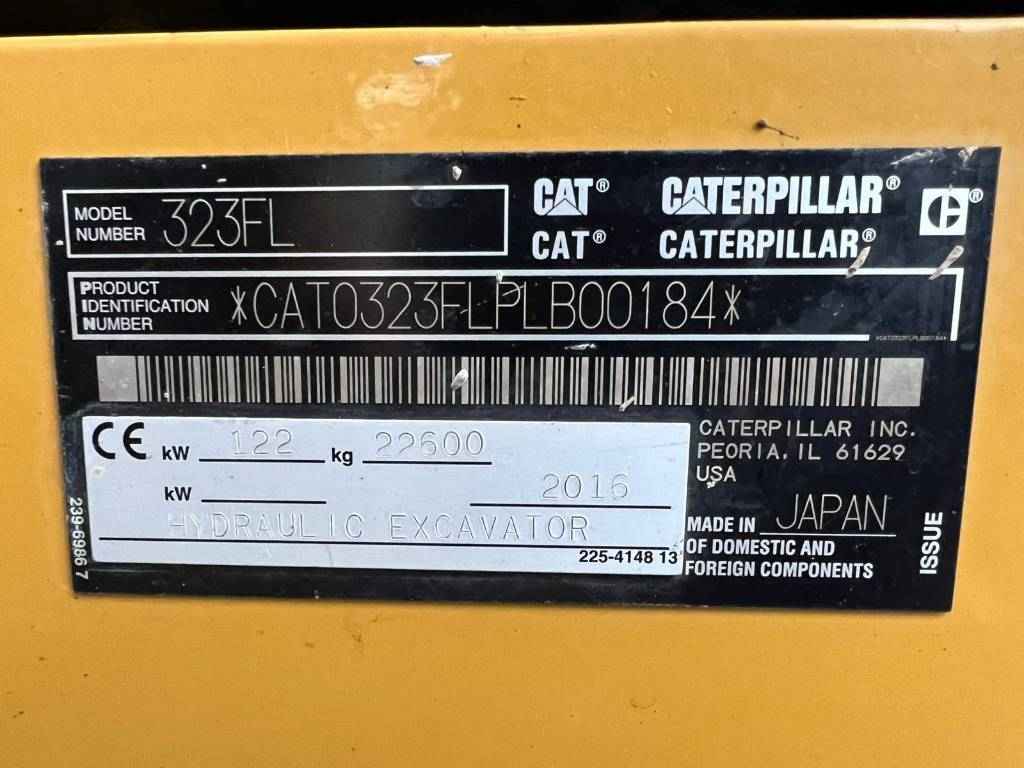 MODEL NUMBER 323FL
CAT® CATERPILLAR®
CAT® CATERPILLAR®
PRODUCT IDENTIFICATION NUMBER *CAT0323FLPLB00184*
*CAT0323FLPLB00184*
CE kW 122 kg 22600
kW 2016
HYDRAULIC EXCAVATOR
225-4148 13
239-6986 7
CATERPILLAR INC.
PEORIA, IL 61629
USA
MADE IN JAPAN
OF DOMESTIC AND
FOREIGN COMPONENTS
ISSUE